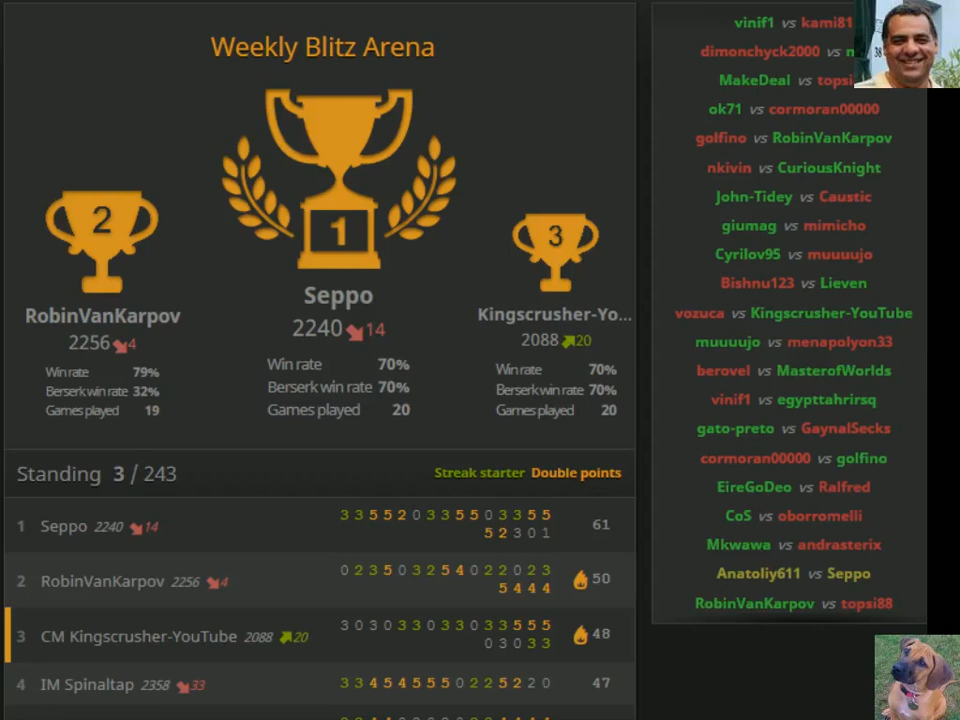 Weekly Blitz Arena
2
1
3
RobinVanKarpov
2256 4
Win rate 79%
Berserk win rate 32%
Games played 19
Seppo
2240 14
Win rate 70%
Berserk win rate 70%
Games played 20
Kingscrusher-Yo...
2088 20
Win rate 70%
Berserk win rate 70%
Games played 20
Standing 3 / 243
Streak starter Double points
1 Seppo 2240 14 3 3 5 5 2 0 3 3 5 5 0 3 3 5 5 61
5 2 3 0 1
2 RobinVanKarpov 2256 4 0 2 3 5 0 3 2 5 4 0 2 2 0 2 3 50
5 4 4 4
3 CM Kingscrusher-YouTube 2088 20 3 0 3 0 3 3 0 3 3 0 3 3 5 5 5 48
0 3 0 3 3
4 IM Spinaltap 2358 33 3 3 4 5 4 5 5 5 0 2 2 5 2 2 0 47
vinif1 vs kami81
dimonchyck2000 vs
MakeDeal vs topsi
ok71 vs cormoran00000
golfino vs RobinVanKarpov
nkivin vs CuriousKnight
John-Tidey vs Caustic
giumag vs mimicho
Cyrilov95 vs muuuujo
Bishnu123 vs Lieven
vozuca vs Kingscrusher-YouTube
muuuujo vs menapolyon33
berovel vs MasterofWorlds
vinif1 vs egypttahrirsq
gato-preto vs GaynalSecks
cormoran00000 vs golfino
EireGoDeo vs Ralfred
CoS vs oborromelli
Mkwawa vs andrasterix
Anatoliy611 vs Seppo
RobinVanKarpov vs topsi88